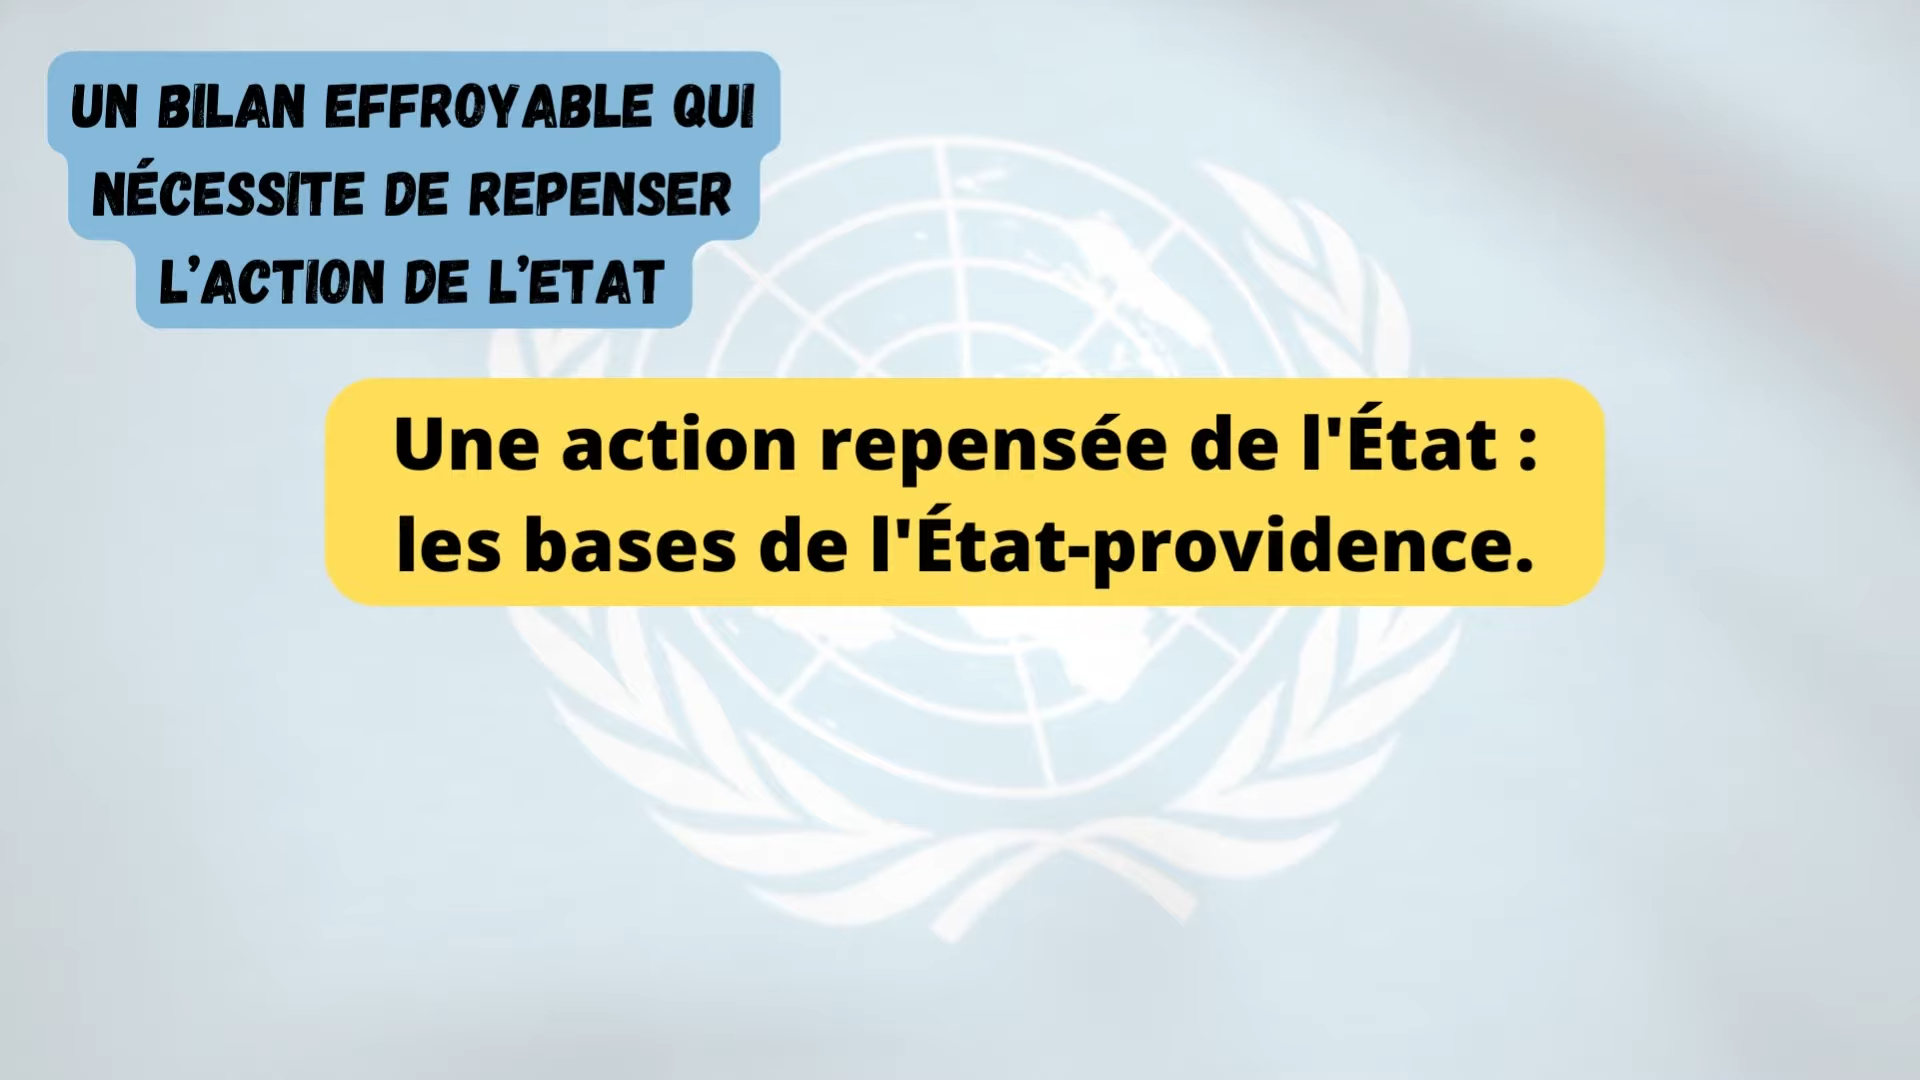 UN BILAN EFFROYABLE QUI
NÉCESSITE DE REPENSER
L’ACTION DE L’ETAT
Une action repensée de l'État :
les bases de l'État-providence.